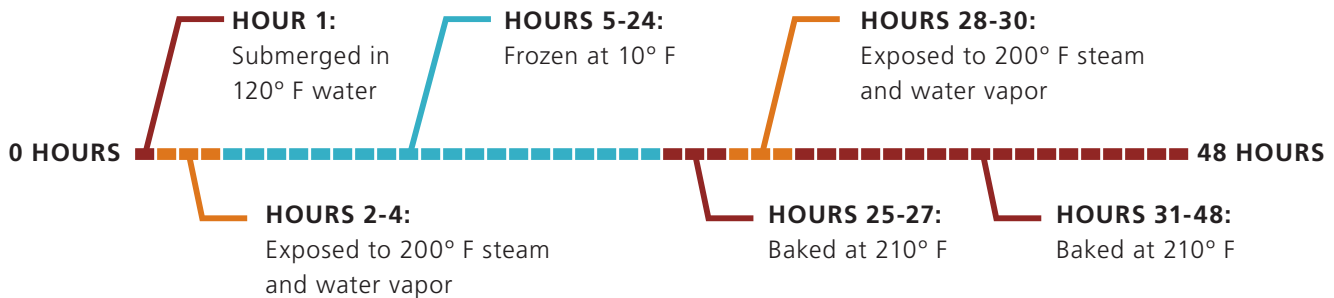 HOUR 1:
Submerged in
120° F water
HOURS 5-24:
Frozen at 10° F
HOURS 28-30:
Exposed to 200° F steam
and water vapor
0 HOURS
48 HOURS
HOURS 2-4:
Exposed to 200° F steam
and water vapor
HOURS 25-27:
Baked at 210° F
HOURS 31-48:
Baked at 210° F